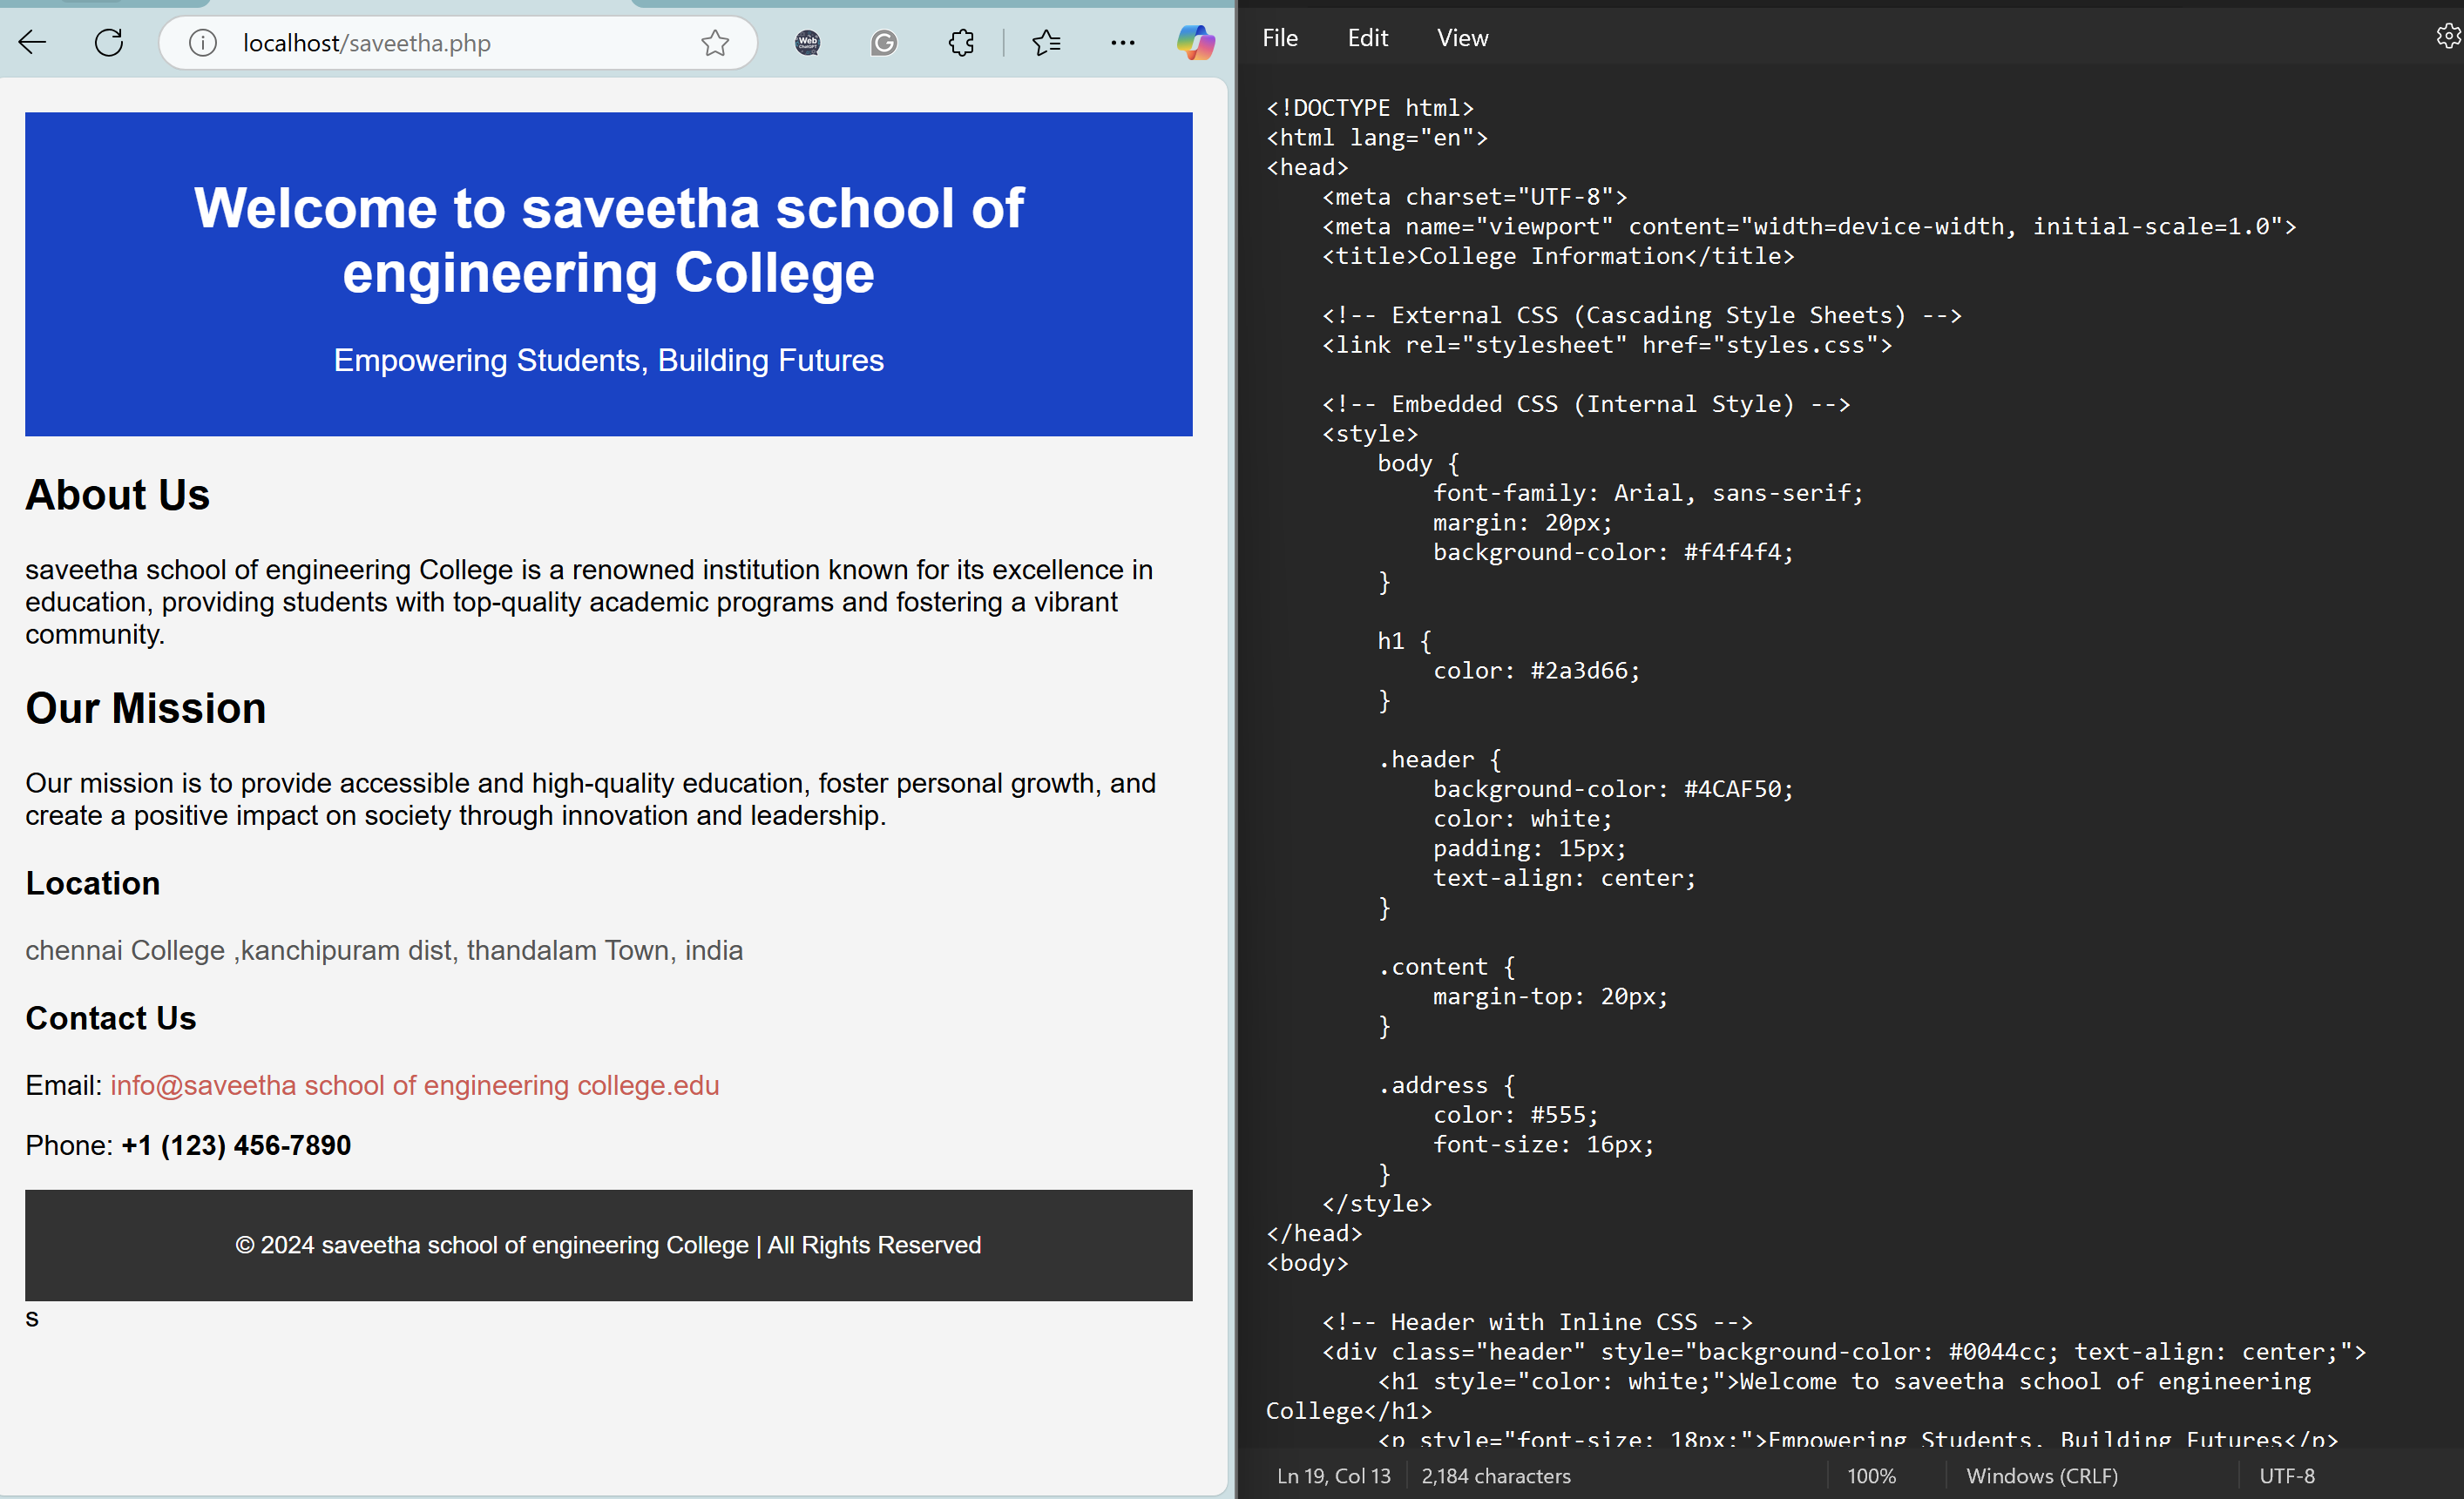 localhost/saveetha.php
Web
ChatGPT
Welcome to saveetha school of
engineering College
Empowering Students, Building Futures
About Us
saveetha school of engineering College is a renowned institution known for its excellence in
education, providing students with top-quality academic programs and fostering a vibrant
community.
Our Mission
Our mission is to provide accessible and high-quality education, foster personal growth, and
create a positive impact on society through innovation and leadership.
Location
chennai College ,kanchipuram dist, thandalam Town, india
Contact Us
Email: info@saveetha school of engineering college.edu
Phone: +1 (123) 456-7890
© 2024 saveetha school of engineering College | All Rights Reserved
s
File Edit View
<!DOCTYPE html>
<html lang="en">
<head>
    <meta charset="UTF-8">
    <meta name="viewport" content="width=device-width, initial-scale=1.0">
    <title>College Information</title>
    <!-- External CSS (Cascading Style Sheets) -->
    <link rel="stylesheet" href="styles.css">
    <!-- Embedded CSS (Internal Style) -->
    <style>
        body {
            font-family: Arial, sans-serif;
            margin: 20px;
            background-color: #f4f4f4;
        }
        h1 {
            color: #2a3d66;
        }
        .header {
            background-color: #4CAF50;
            color: white;
            padding: 15px;
            text-align: center;
        }
        .content {
            margin-top: 20px;
        }
        .address {
            color: #555;
            font-size: 16px;
        }
    </style>
</head>
<body>
    <!-- Header with Inline CSS -->
    <div class="header" style="background-color: #0044cc; text-align: center;">
        <h1 style="color: white;">Welcome to saveetha school of engineering
College</h1>
        <p style="font-size: 18px;">Empowering Students, Building Futures</p>
Ln 19, Col 13 2,184 characters 100% Windows (CRLF) UTF-8